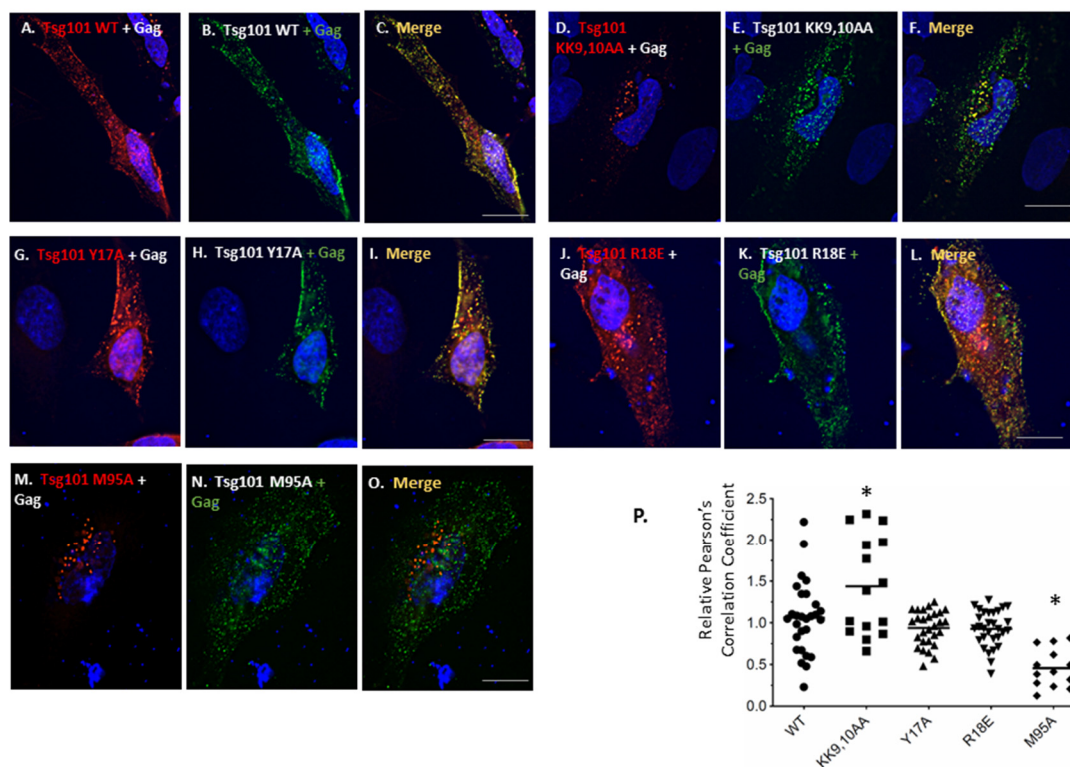 A. Tsg101 WT + Gag
B. Tsg101 WT + Gag
C. Merge
D. Tsg101
KK9,10AA + Gag
E. Tsg101 KK9,10AA
+ Gag
F. Merge
G. Tsg101 Y17A + Gag
H. Tsg101 Y17A + Gag
I. Merge
J. Tsg101 R18E +
Gag
K. Tsg101 R18E +
Gag
L. Merge
M. Tsg101 M95A +
Gag
N. Tsg101 M95A +
Gag
O. Merge
P.
Relative Pearson's
Correlation Coefficient
2.5
2.0
1.5
1.0
0.5
0.0
*
*
WT
KK9,10AA
Y17A
R18E
M95A